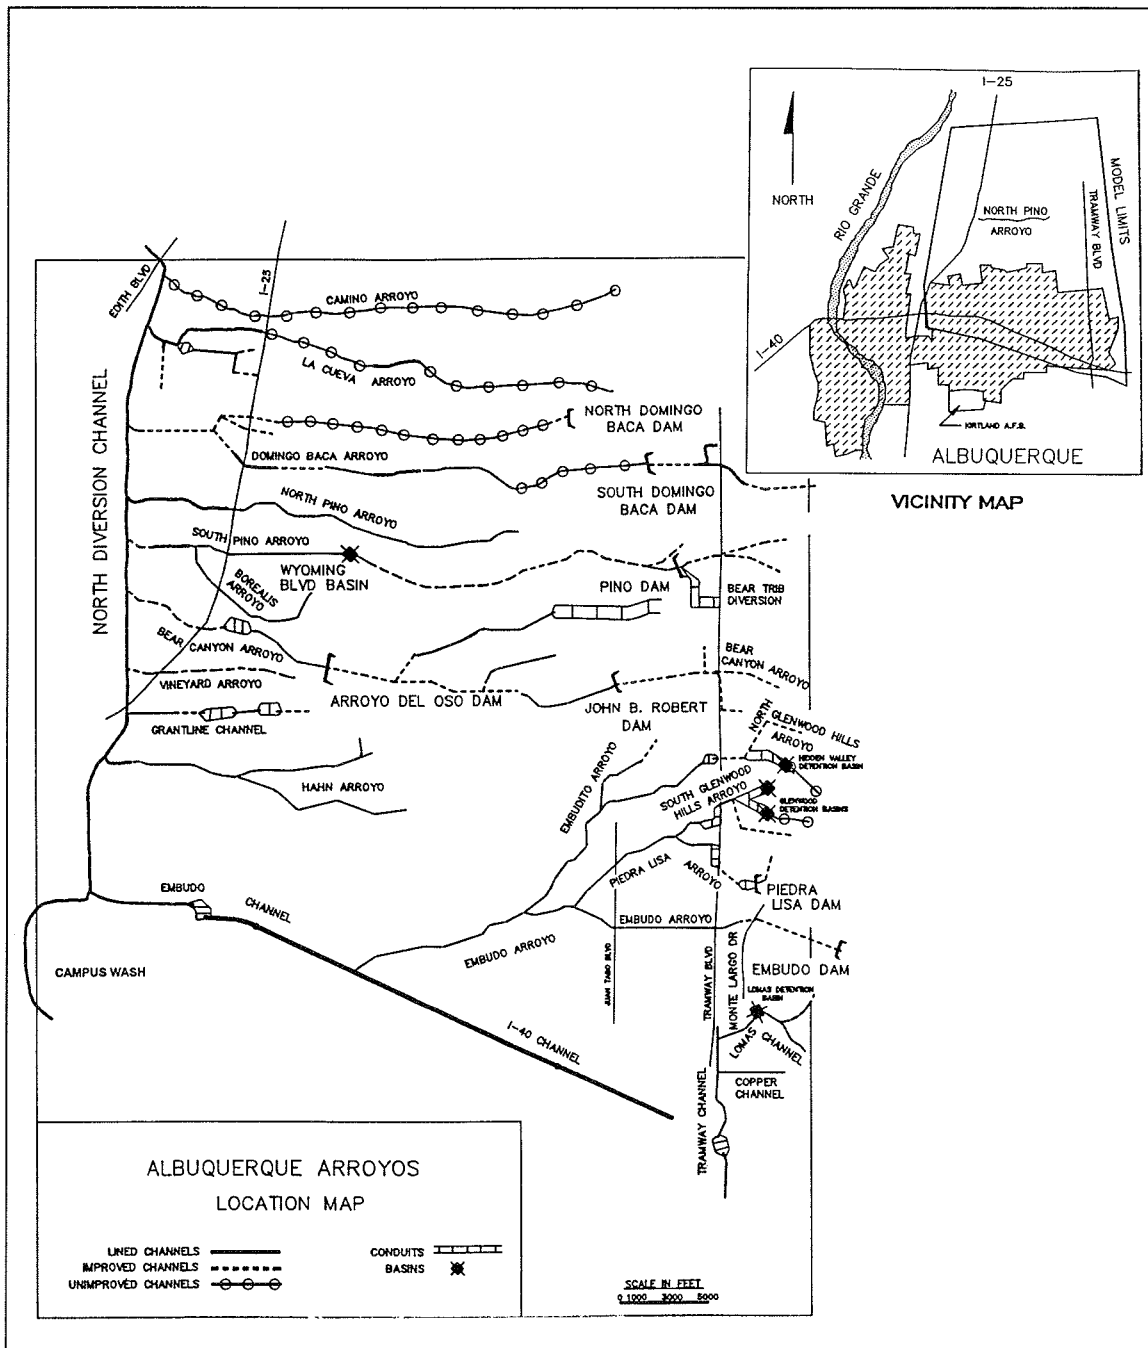 I-25
NORTH
RIO GRANDE
NORTH PINO
ARROYO
MODEL LIMITS
TRAMWAY BLVD
I-40
KIRTLAND A.F.B.
ALBUQUERQUE
VICINITY MAP
EDITH BLVD
I-25
CAMINO ARROYO
LA CUEVA ARROYO
NORTH DIVERSION CHANNEL
NORTH DOMINGO
BACA DAM
DOMINGO BACA ARROYO
SOUTH DOMINGO
BACA DAM
NORTH PINO ARROYO
SOUTH PINO ARROYO
WYOMING
BLVD BASIN
BOREALIS
ARROYO
PINO DAM
BEAR TRIB
DIVERSION
BEAR CANYON ARROYO
BEAR
CANYON ARROYO
VINEYARD ARROYO
ARROYO DEL OSO DAM
JOHN B. ROBERT
DAM
GRANTLINE CHANNEL
NORTH GLENWOOD HILLS
ARROYO
HIDDEN VALLEY
DETENTION BASIN
HAHN ARROYO
EMBUDITO ARROYO
SOUTH GLENWOOD
HILLS ARROYO
GLENWOOD
DETENTION BASINS
PIEDRA LISA ARROYO
PIEDRA
LISA DAM
EMBUDO
CHANNEL
EMBUDO ARROYO
EMBUDO ARROYO
JUAN TABO BLVD
TRAMWAY BLVD
MONTE LARGO DR
EMBUDO DAM
CAMPUS WASH
LOMAS DETENTION
BASIN
LOMAS CHANNEL
I-40 CHANNEL
COPPER
CHANNEL
TRAMWAY CHANNEL
ALBUQUERQUE ARROYOS
LOCATION MAP
LINED CHANNELS
IMPROVED CHANNELS
UNIMPROVED CHANNELS
CONDUITS
BASINS
SCALE IN FEET
0 1000 3000 5000